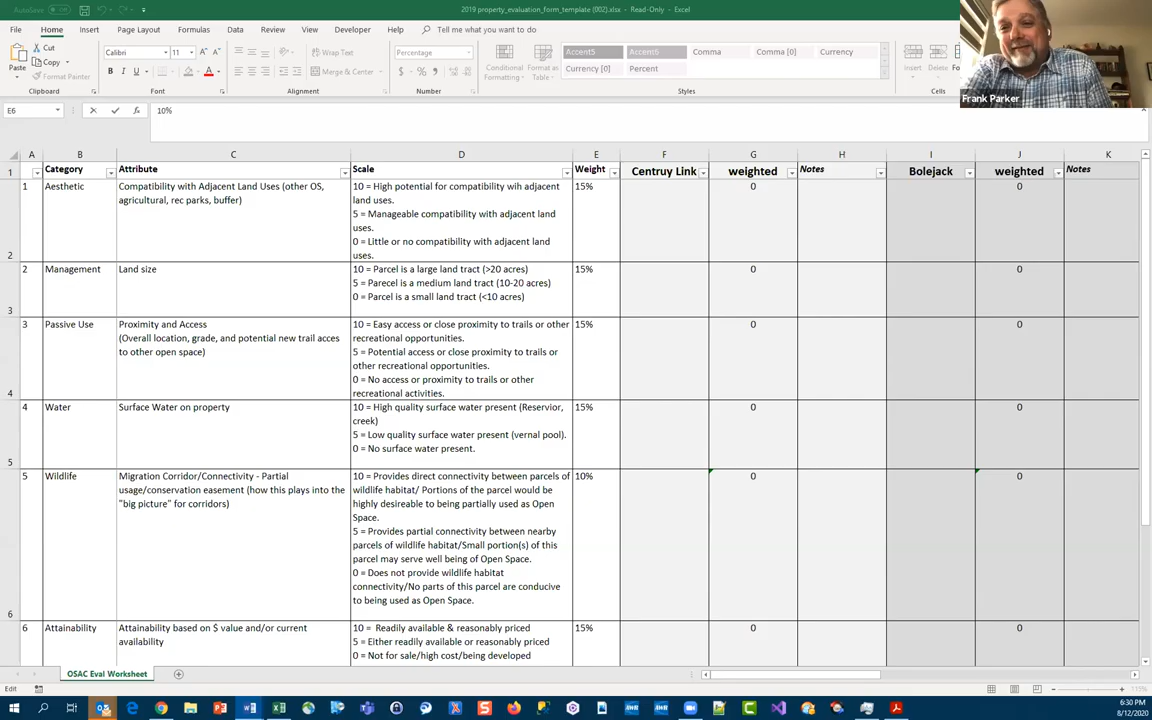 AutoSave Off
2019 property_evaluation_form_template (002).xlsx - Read-Only - Excel
File Home Insert Page Layout Formulas Data Review View Developer Help Tell me what you want to do
Paste Cut Copy Format Painter
Calibri 11 Wrap Text Merge & Center Percentage
Conditional Formatting Format as Table
Accent5 Accent6 Comma Comma [0] Currency
Currency [0] Percent
Insert Delete
Clipboard Font Alignment Number Styles Cells
Frank Parker
E6 10%
A B C D E F G H I J K
1 Category Attribute Scale Weight Centruy Link weighted Notes Bolejack weighted Notes
1 Aesthetic Compatibility with Adjacent Land Uses (other OS, 10 = High potential for compatibility wih adjacent 15% 0 0
agricultural, rec parks, buffer) land uses.
5 = Manageable compatibility with adjacent land
uses.
0 = Little or no compatibility with adjacent land
2 uses.
2 Management Land size 10 = Parcel is a large land tract (>20 acres) 15% 0 0
5 = Parecel is a medium land tract (10-20 acres)
0 = Parcel is a small land tract (<10 acres)
3
3 Passive Use Proximity and Access 10 = Easy access or close proximity to trails or other 15% 0 0
(Overall location, grade, and potential new trail acces recreational opportunities.
to other open space) 5 = Potential access or close proximity to trails or
other recreational opportunities.
0 = No access or proximity to trails or other
4 recreational activities.
4 Water Surface Water on property 10 = High quality surface water present (Reservior, 15% 0 0
creek)
5 = Low quality surface water present (vernal pool).
0 = No surface water present.
5
5 Wildlife Migration Corridor/Connectivity - Partial 10 = Provides direct connectivity between parcels of 10% 0 0
usage/conservation easement (how this plays into the wildlife habitat/ Portions of the parcel would be
"big picture" for corridors) highly desireable to being partially used as Open
Space.
5 = Provides partial connectivity between nearby
parcels of wildlife habitat/Small portion(s) of this
parcel may serve well being of Open Space.
0 = Does not provide wildlife habitat
connectivity/No parts of this parcel are conducive
to being used as Open Space.
6
6 Attainability Attainability based on $ value and/or current 10 = Readily available & reasonably priced 15% 0 0
availability 5 = Either readily available or reasonably priced
0 = Not for sale/high cost/being developed
OSAC Eval Worksheet
Edit 115%
6:30 PM
8/12/2020